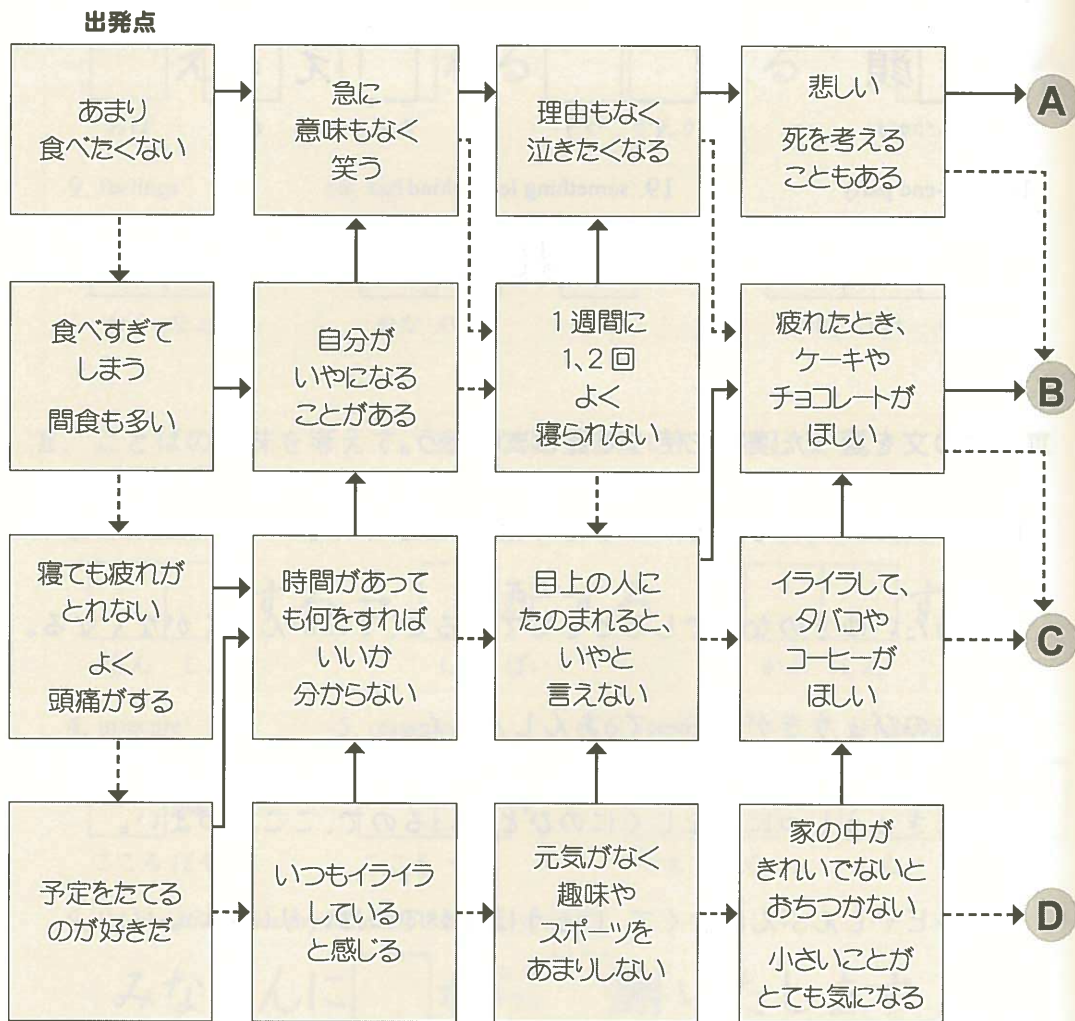 出発点
あまり
食べたくない
急に
意味もなく
笑う
理由もなく
泣きたくなる
悲しい
死を考える
こともある
A
食べすぎて
しまう
間食も多い
自分が
いやになる
ことがある
1週間に
1、2回
よく
寝られない
疲れたとき、
ケーキや
チョコレートが
ほしい
B
寝ても疲れが
とれない
よく
頭痛がする
時間があって
も何をすれば
いいか
分からない
目上の人に
たのまれると、
いやと
言えない
イライラして、
タバコや
コーヒーが
ほしい
C
予定をたてる
のが好きだ
いつもイライラ
している
と感じる
元気がなく
趣味や
スポーツを
あまりしない
家の中が
きれいでないと
おちつかない
小さいことが
とても気になる
D